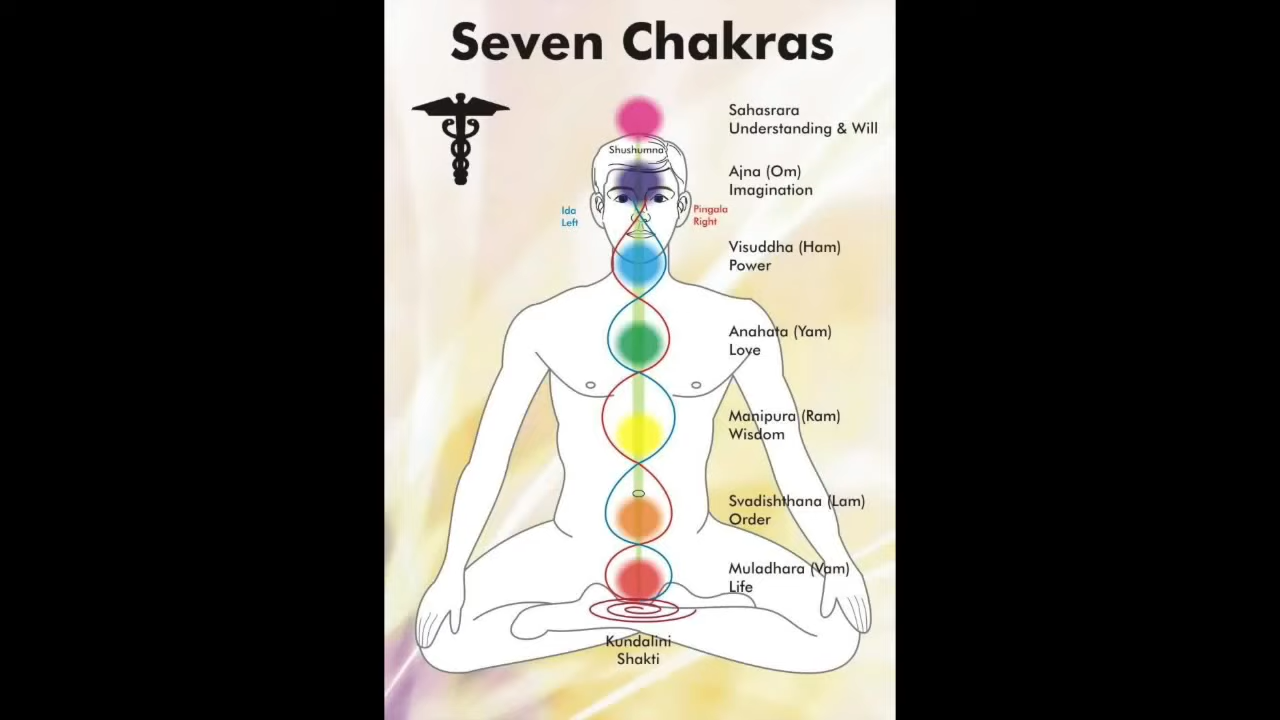 Seven Chakras
Sahasrara
Understanding & Will
Shushumna
Ajna (Om)
Imagination
Ida
Left
Pingala
Right
Visuddha (Ham)
Power
Anahata (Yam)
Love
Manipura (Ram)
Wisdom
Svadishthana (Lam)
Order
Muladhara (Vam)
Life
Kundalini
Shakti